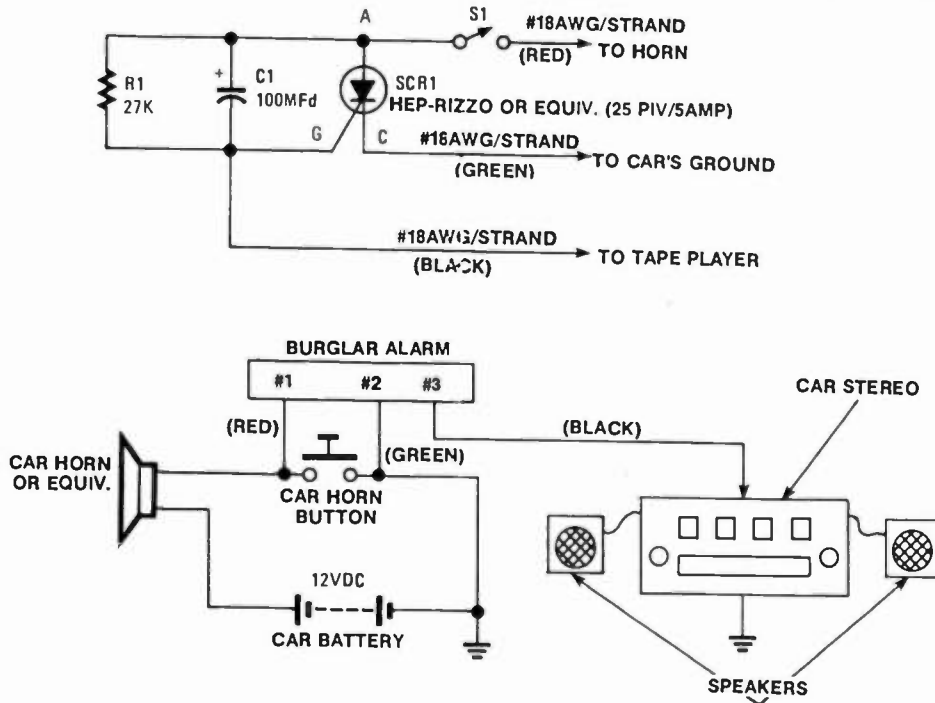 A
S1
#18AWG/STRAND
(RED)
TO HORN
R1
27K
+
C1
100MFd
SCR1
HEP-RIZZO OR EQUIV. (25 PIV/5AMP)
G
C
#18AWG/STRAND
(GREEN)
TO CAR'S GROUND
#18AWG/STRAND
(BLACK)
TO TAPE PLAYER
BURGLAR ALARM
#1 #2 #3
CAR STEREO
(RED)
(GREEN)
(BLACK)
CAR HORN
OR EQUIV.
CAR HORN
BUTTON
12VDC
CAR BATTERY
SPEAKERS